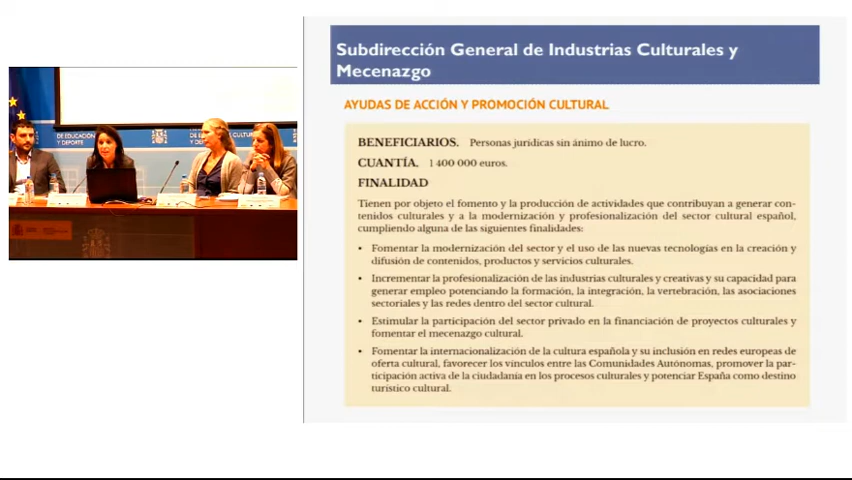 DE EDUCACIÓN
Y DEPORTE
Subdirección General de Industrias Culturales y
Mecenazgo
AYUDAS DE ACCIÓN Y PROMOCIÓN CULTURAL
BENEFICIARIOS. Personas jurídicas sin ánimo de lucro.
CUANTÍA. 1 400 000 euros.
FINALIDAD
Tienen por objeto el fomento y la producción de actividades que contribuyan a generar con-
tenidos culturales y a la modernización y profesionalización del sector cultural español,
cumpliendo alguna de las siguientes finalidades:
• Fomentar la modernización del sector y el uso de las nuevas tecnologías en la creación y
difusión de contenidos, productos y servicios culturales.
• Incrementar la profesionalización de las industrias culturales y creativas y su capacidad para
generar empleo potenciando la formación, la integración, la vertebración, las asociaciones
sectoriales y las redes dentro del sector cultural.
• Estimular la participación del sector privado en la financiación de proyectos culturales y
fomentar el mecenazgo cultural.
• Fomentar la internacionalización de la cultura española y su inclusión en redes europeas de
oferta cultural, favorecer los vínculos entre las Comunidades Autónomas, promover la par-
ticipación activa de la ciudadanía en los procesos culturales y potenciar España como destino
turístico cultural.